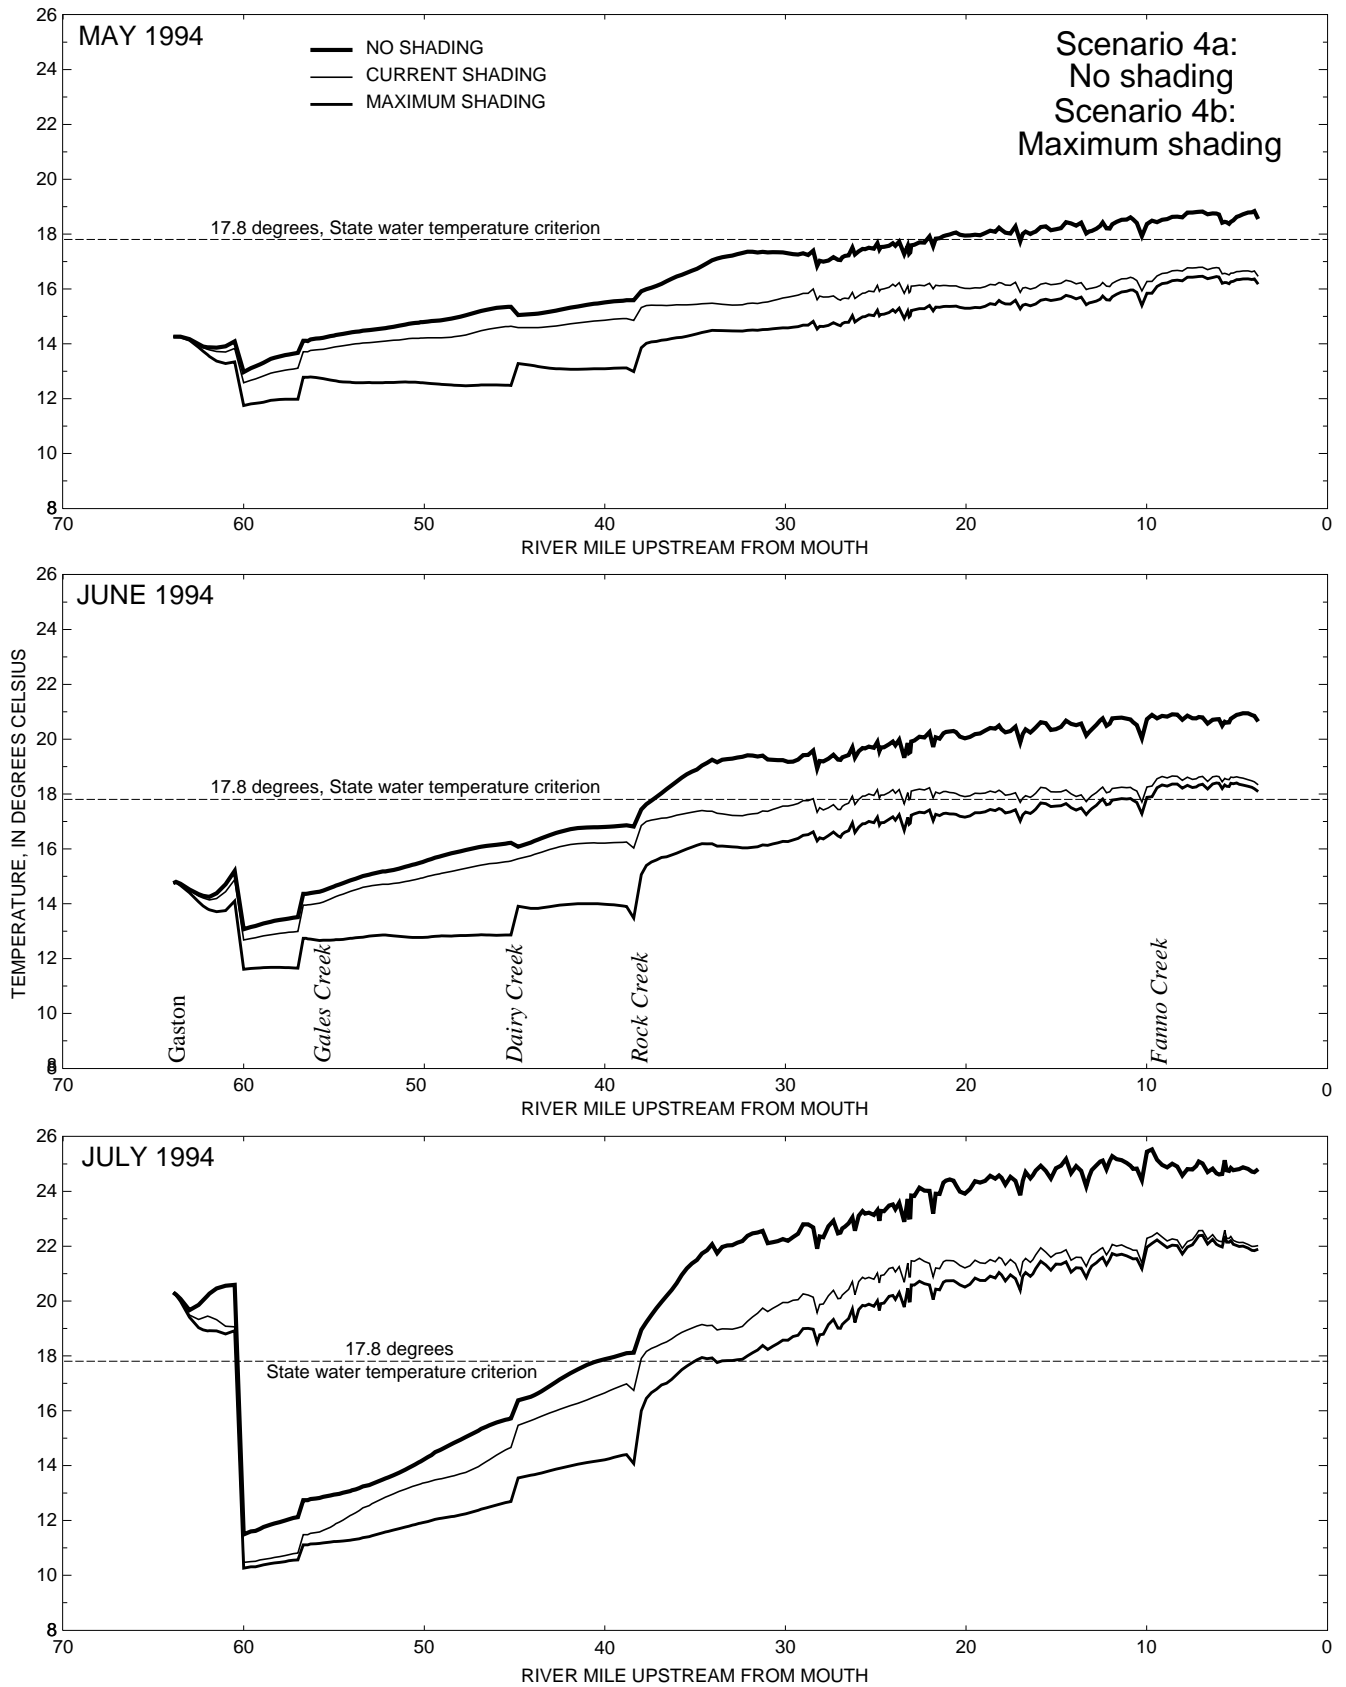 MAY 1994
NO SHADING
CURRENT SHADING
MAXIMUM SHADING
Scenario 4a:
No shading
Scenario 4b:
Maximum shading
17.8 degrees, State water temperature criterion
26
24
22
20
18
16
14
12
10
8
70
60
50
40
30
20
10
0
RIVER MILE UPSTREAM FROM MOUTH
JUNE 1994
TEMPERATURE, IN DEGREES CELSIUS
17.8 degrees, State water temperature criterion
26
24
22
20
18
16
14
12
10
8
Gaston
Gales Creek
Dairy Creek
Rock Creek
Fanno Creek
70
60
50
40
30
20
10
0
RIVER MILE UPSTREAM FROM MOUTH
JULY 1994
17.8 degrees
State water temperature criterion
26
24
22
20
18
16
14
12
10
8
70
60
50
40
30
20
10
0
RIVER MILE UPSTREAM FROM MOUTH